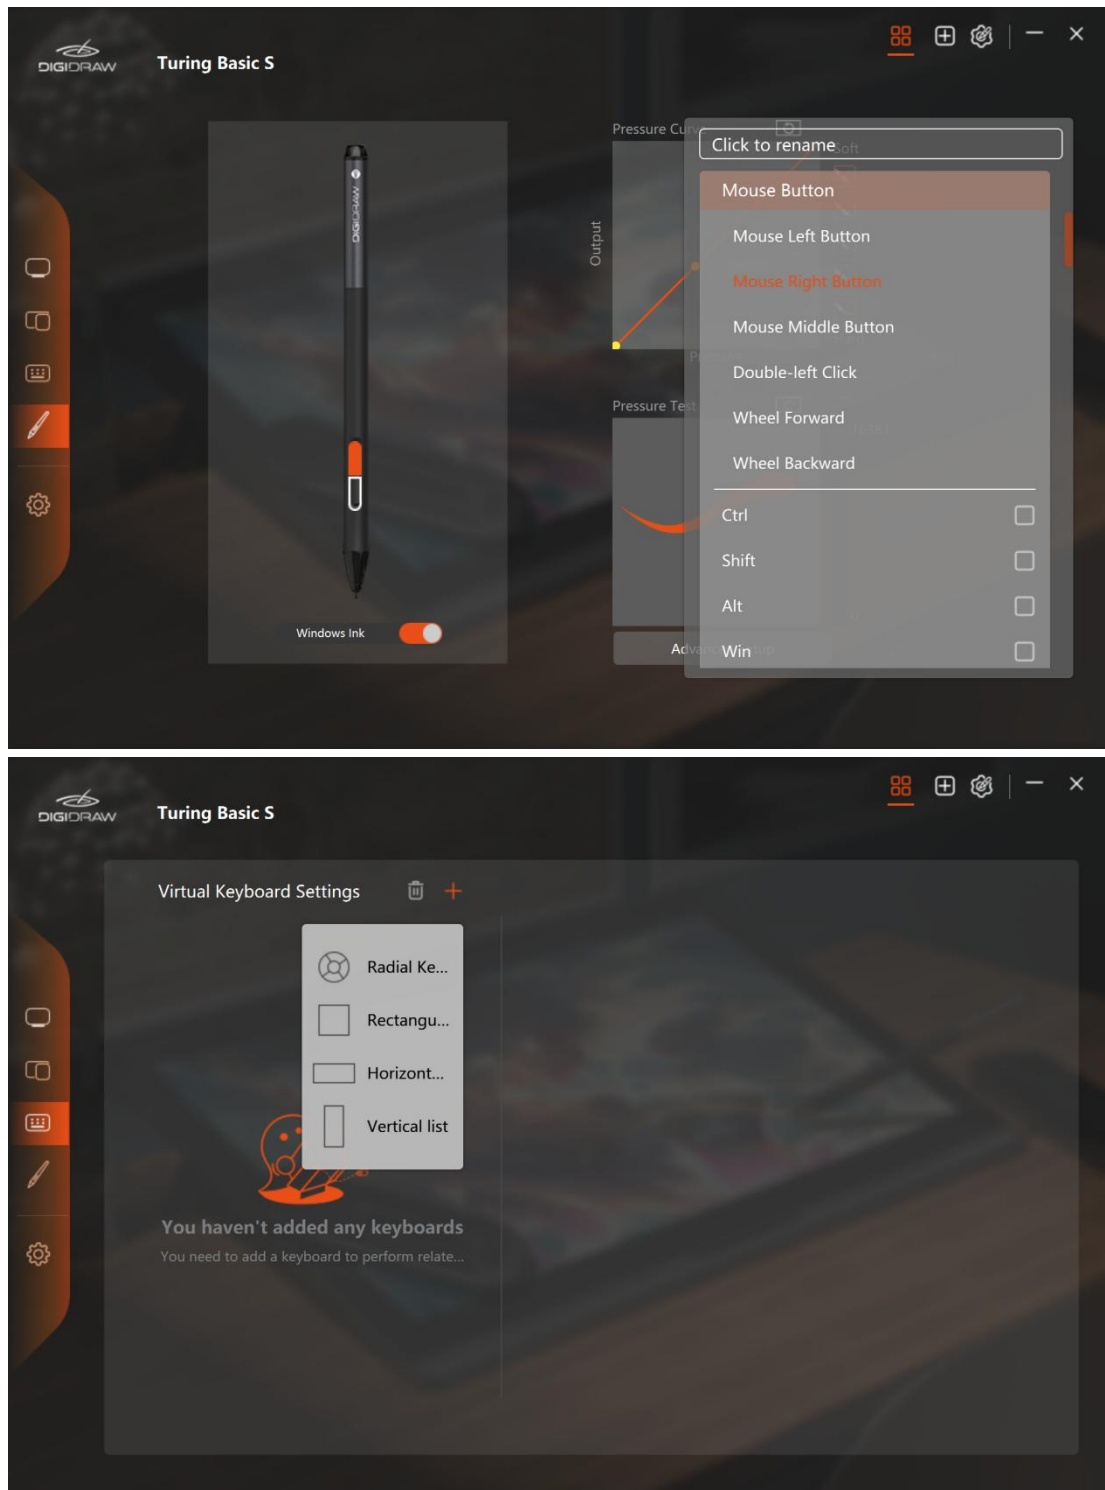 DIGIDRAW
Turing Basic S
DIGIDRAW
Pressure Cu
Click to rename
Soft
Mouse Button
Output
Mouse Left Button
Mouse Right Button
Mouse Middle Button
Double-left Click
Pressure Test
Wheel Forward
Wheel Backward
Ctrl
Shift
Alt
Windows Ink
Win
DIGIDRAW
Turing Basic S
Virtual Keyboard Settings
Radial Ke...
Rectangu...
Horizont...
Vertical list
You haven't added any keyboards
You need to add a keyboard to perform relate...